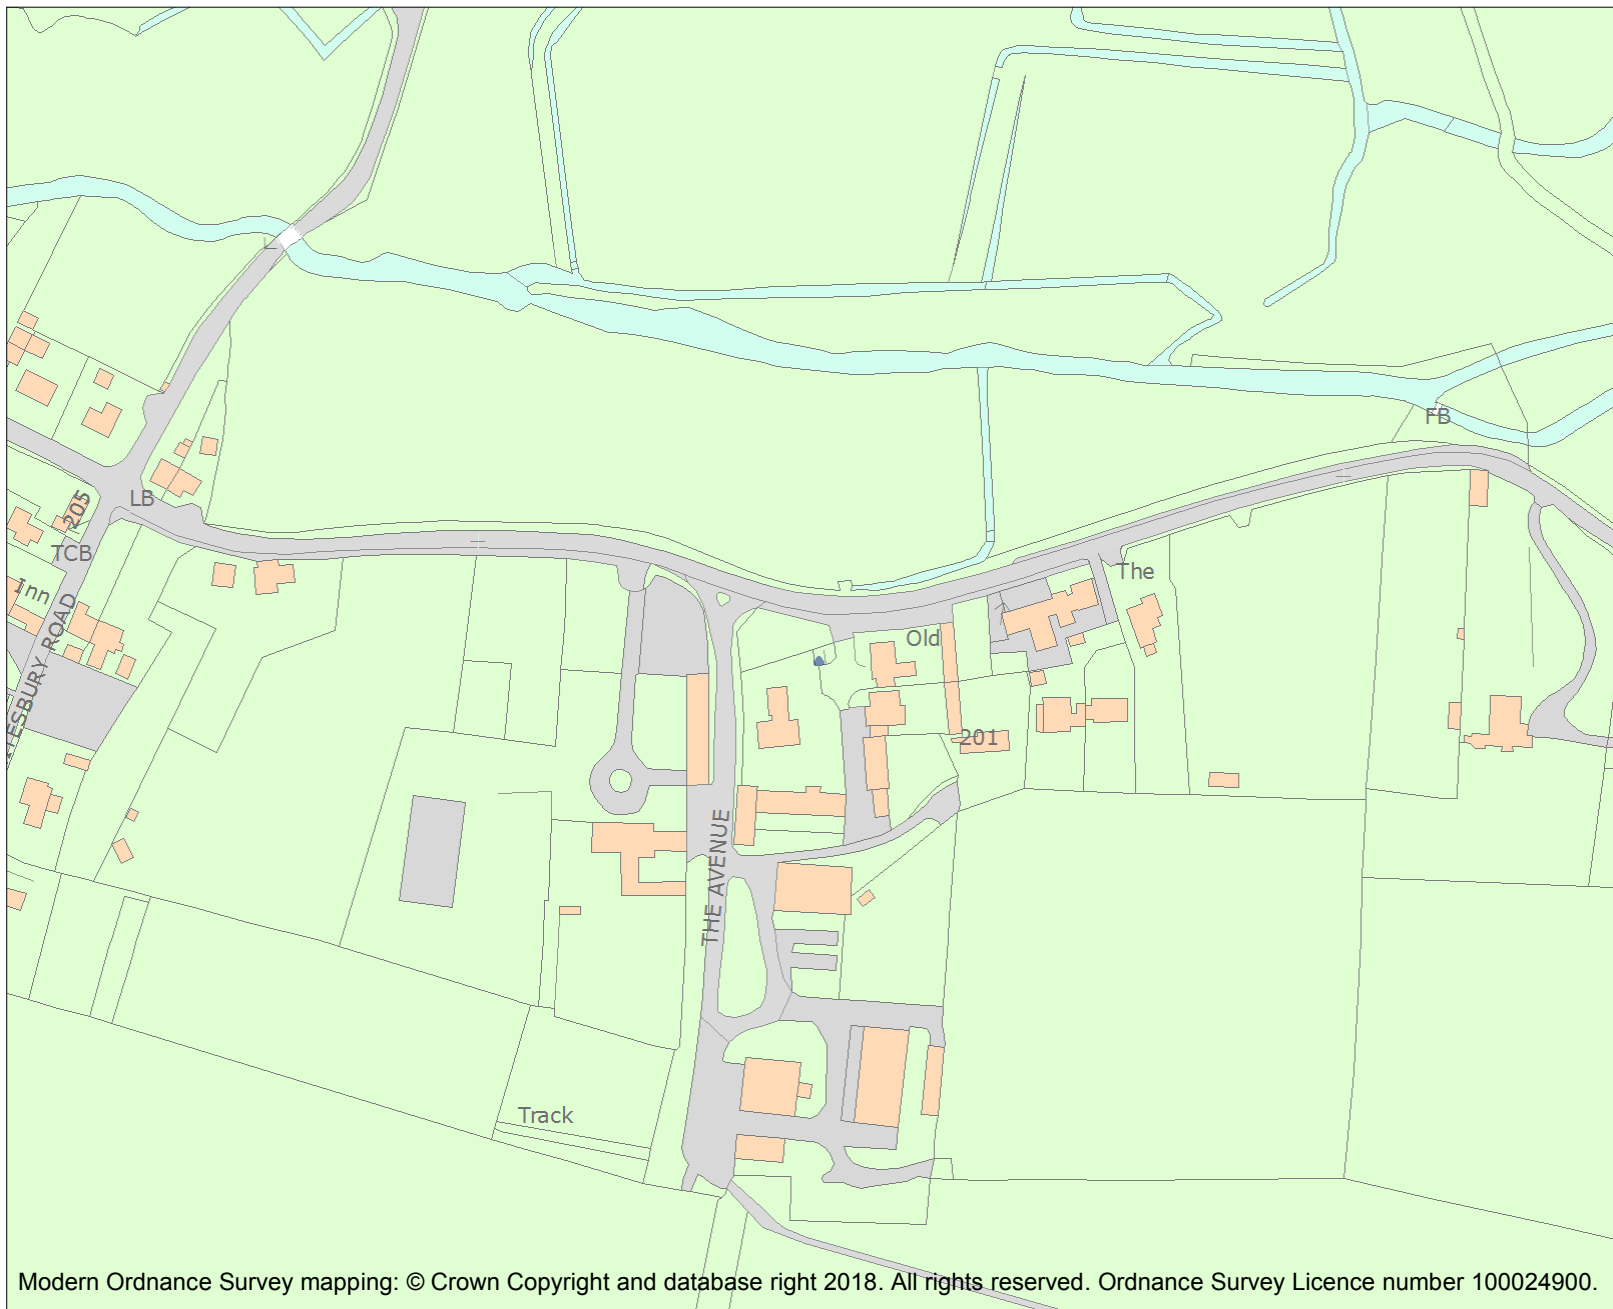 FB
205
LB
TCB
The
Inn
Old
201
THE AVENUE
Track
Modern Ordnance Survey mapping: © Crown Copyright and database right 2018. All rights reserved. Ordnance Survey Licence number 100024900.